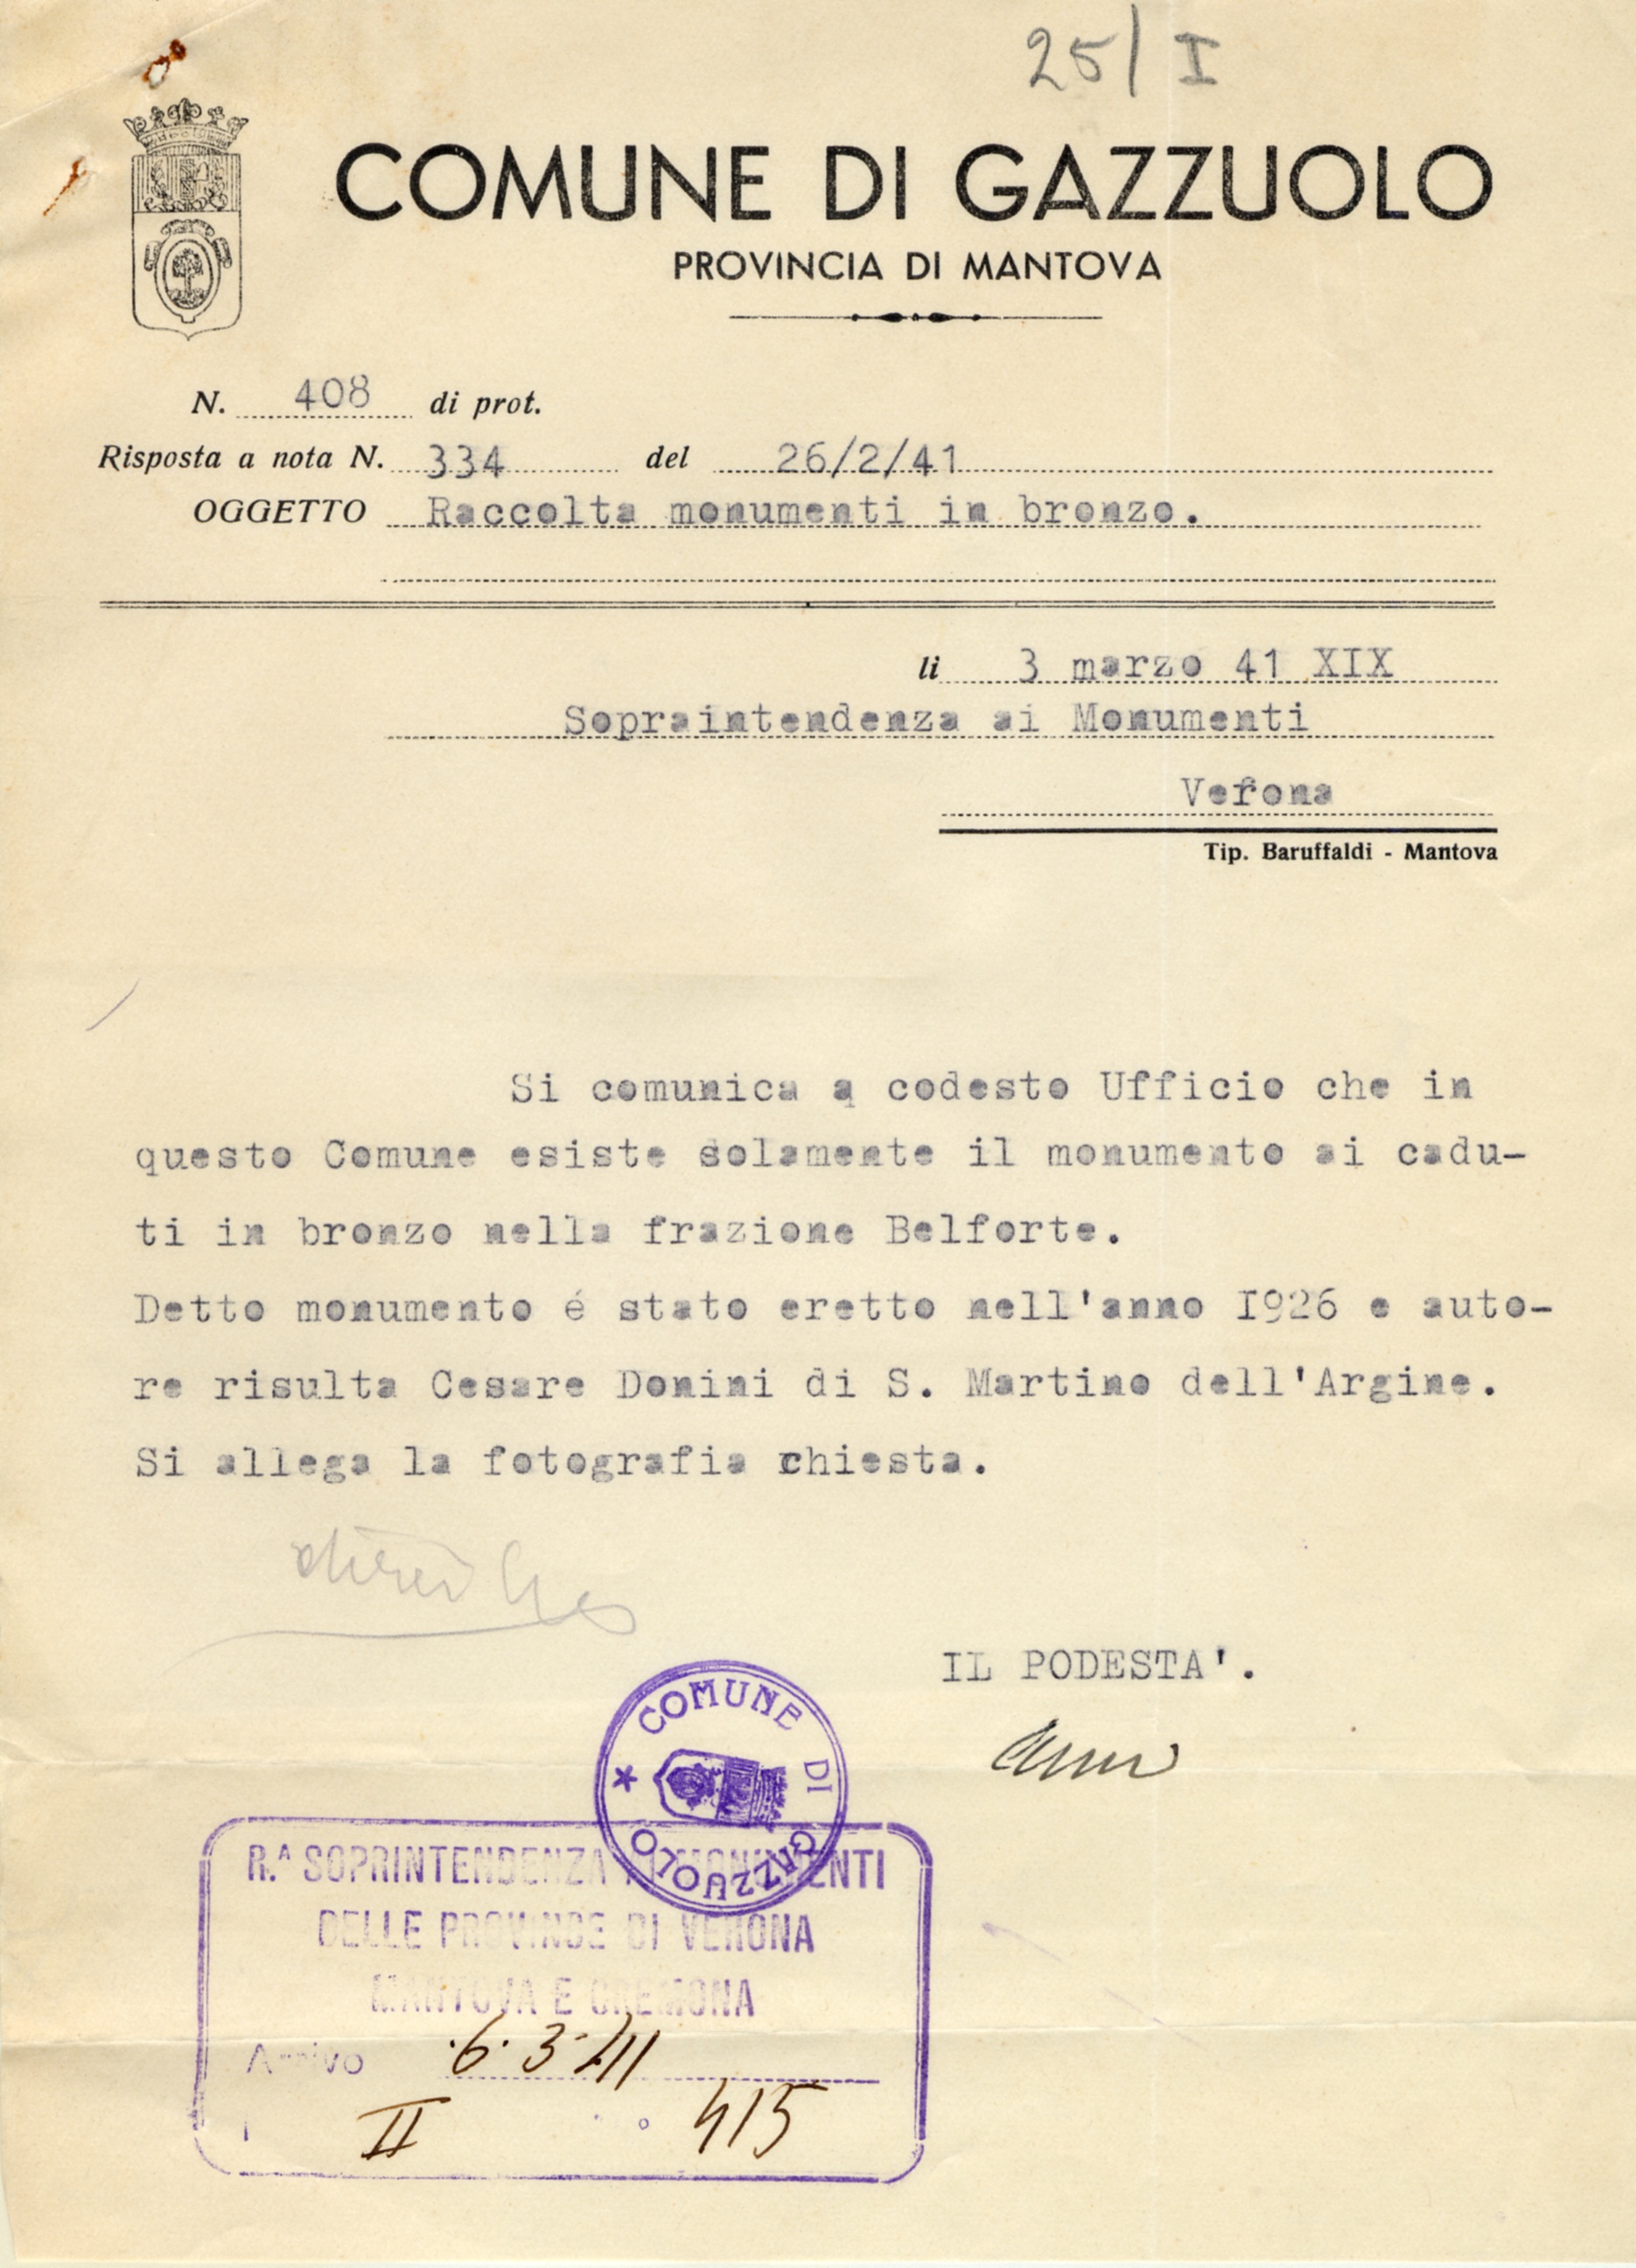 25/I
COMUNE DI GAZZUOLO
PROVINCIA DI MANTOVA
N. 408 di prot.
Risposta a nota N. 334 del 26/2/41
OGGETTO Raccolta monumenti in bronzo.
li 3 marzo 41 XIX
Sopraintendenza ai Monumenti
Verona
Tip. Baruffaldi - Mantova
Si comunica a codesto Ufficio che in
questo Comune esiste solamente il monumento ai cadu-
ti in bronzo nella frazione Belforte.
Detto monumento é stato eretto nell'anno I926 e auto-
re risulta Cesare Donini di S. Martino dell'Argine.
Si allega la fotografia chiesta.
IL PODESTA'.
COMUNE DI GAZZUOLO
R.A SOPRINTENDENZA AI MONUMENTI
DELLE PROVINCE DI VERONA
MANTOVA E CREMONA
Arrivo 6·3·41
II 415